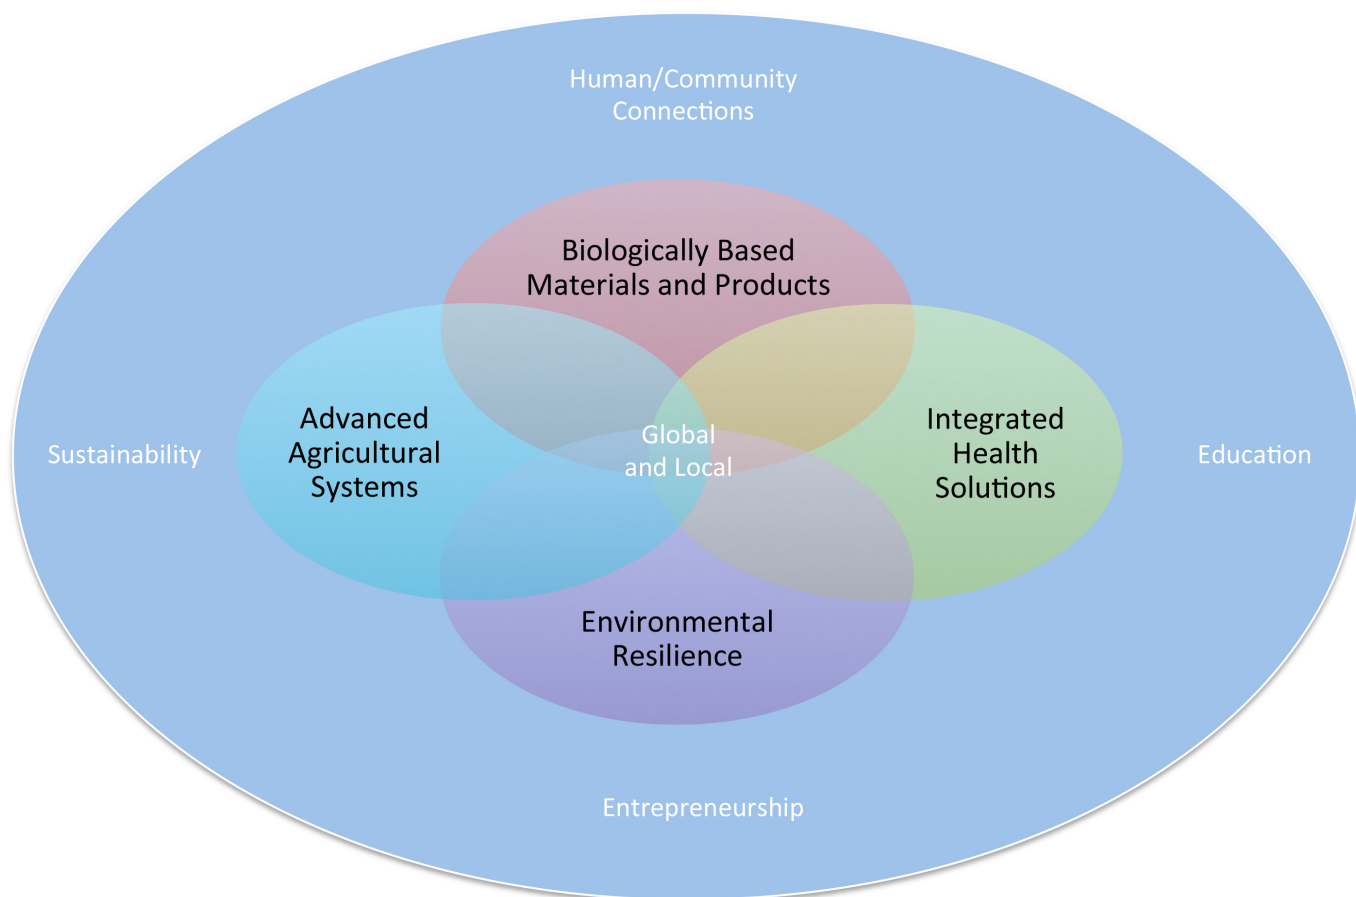 Human/Community
Connections
Biologically Based
Materials and Products
Advanced
Agricultural
Systems
Integrated
Health
Solutions
Global
and Local
Sustainability
Education
Environmental
Resilience
Entrepreneurship